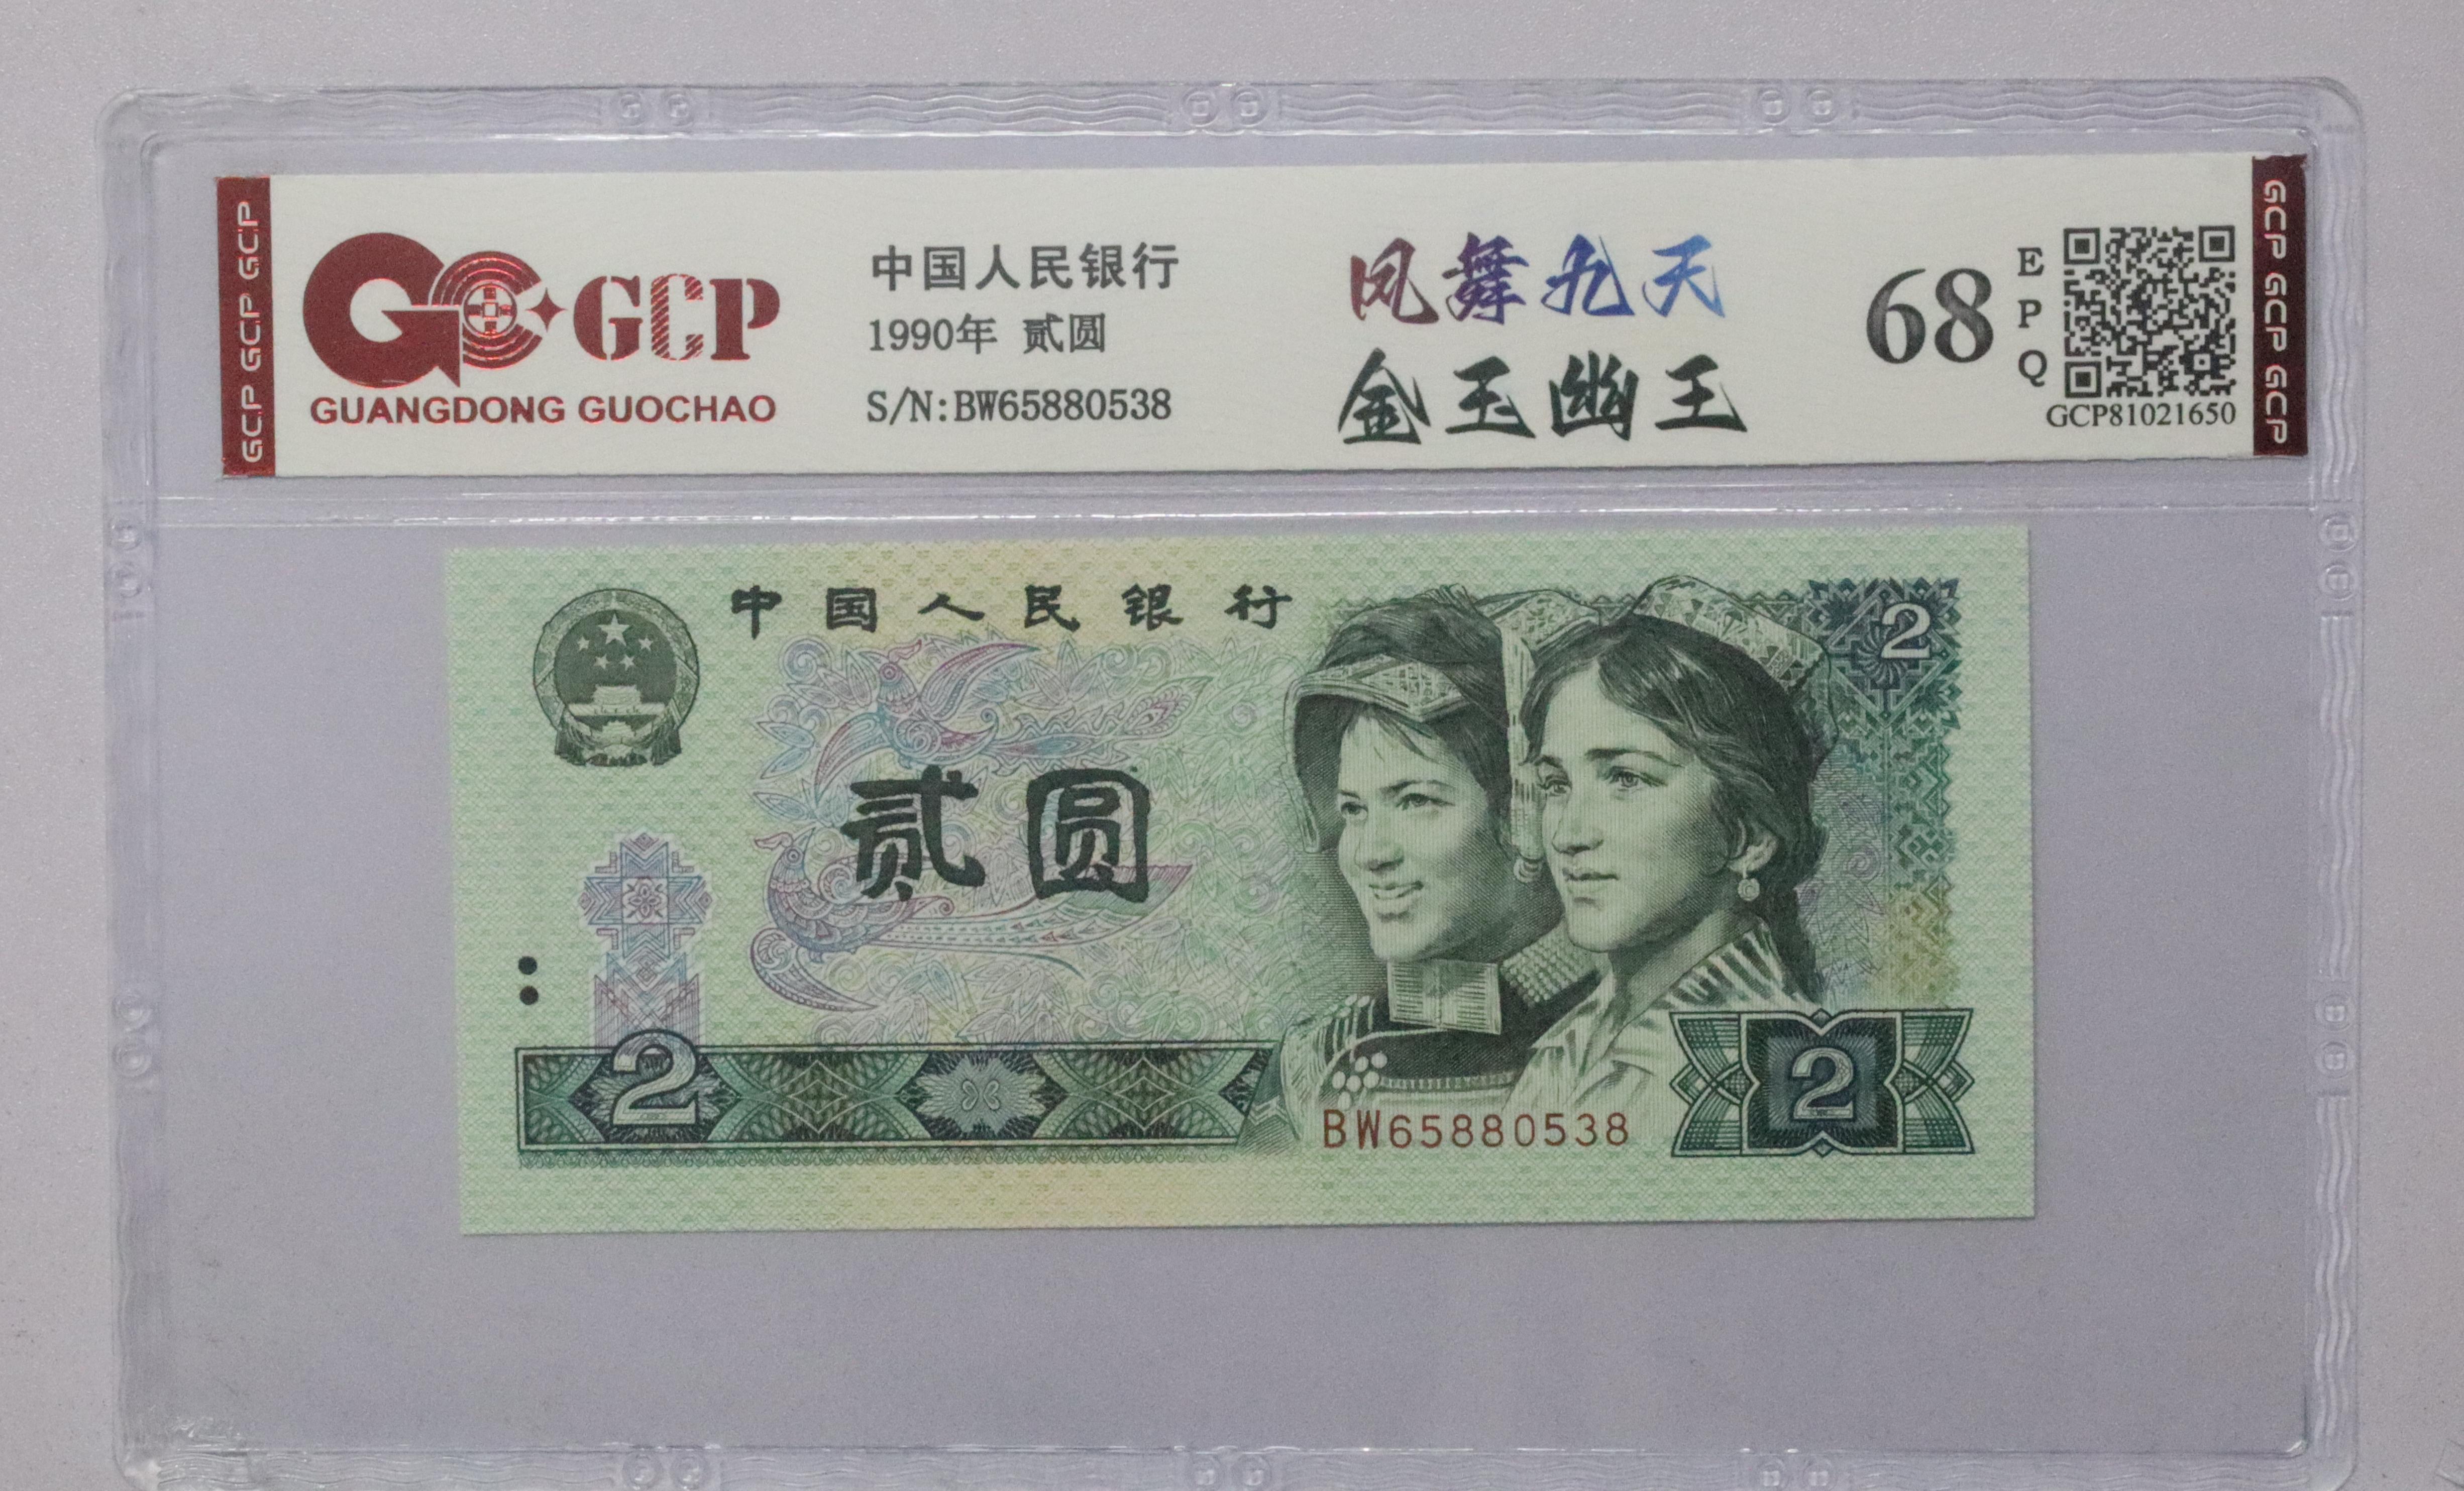 GCP GCP GCP
GCP
GUANGDONG GUOCHAO
中国人民银行
1990年 贰圆
S/N:BW65880538
凤舞九天
金玉幽王
68
EPQ
GCP81021650
GCP GCP GCP
中国人民银行
2
贰圆
2
BW65880538
2